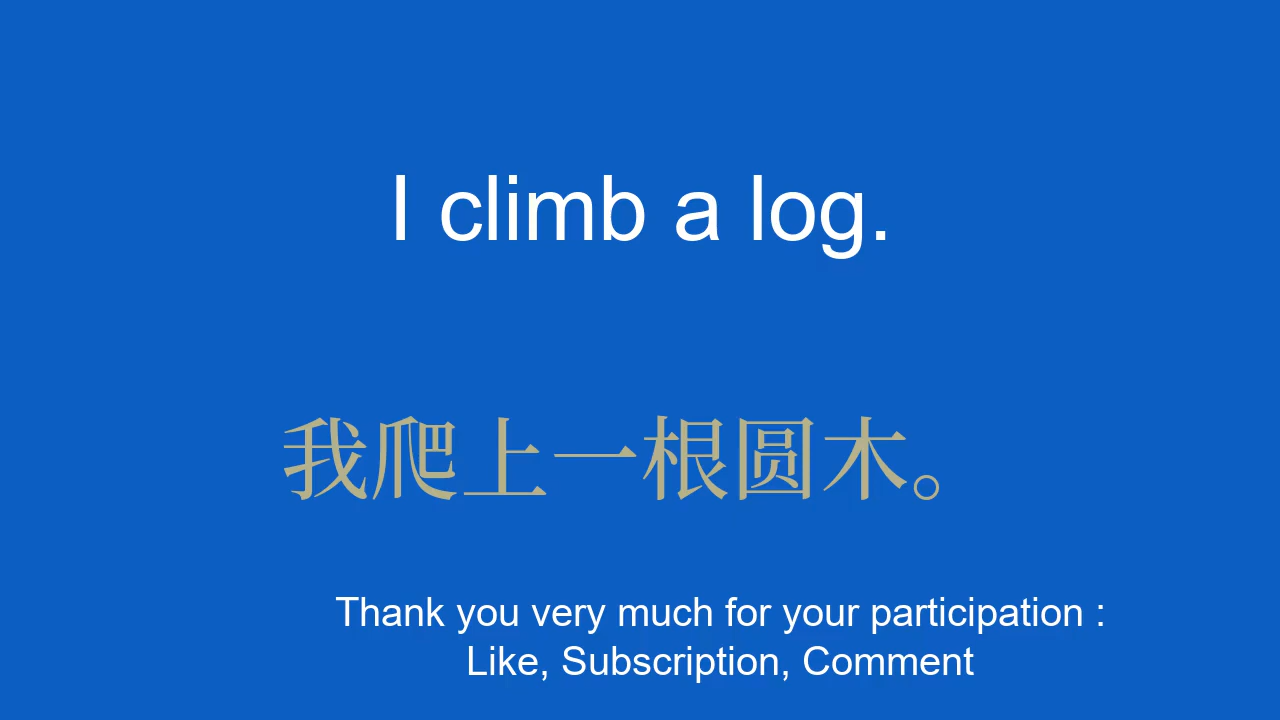 I climb a log.
我爬上一根圆木。
Thank you very much for your participation :
Like, Subscription, Comment